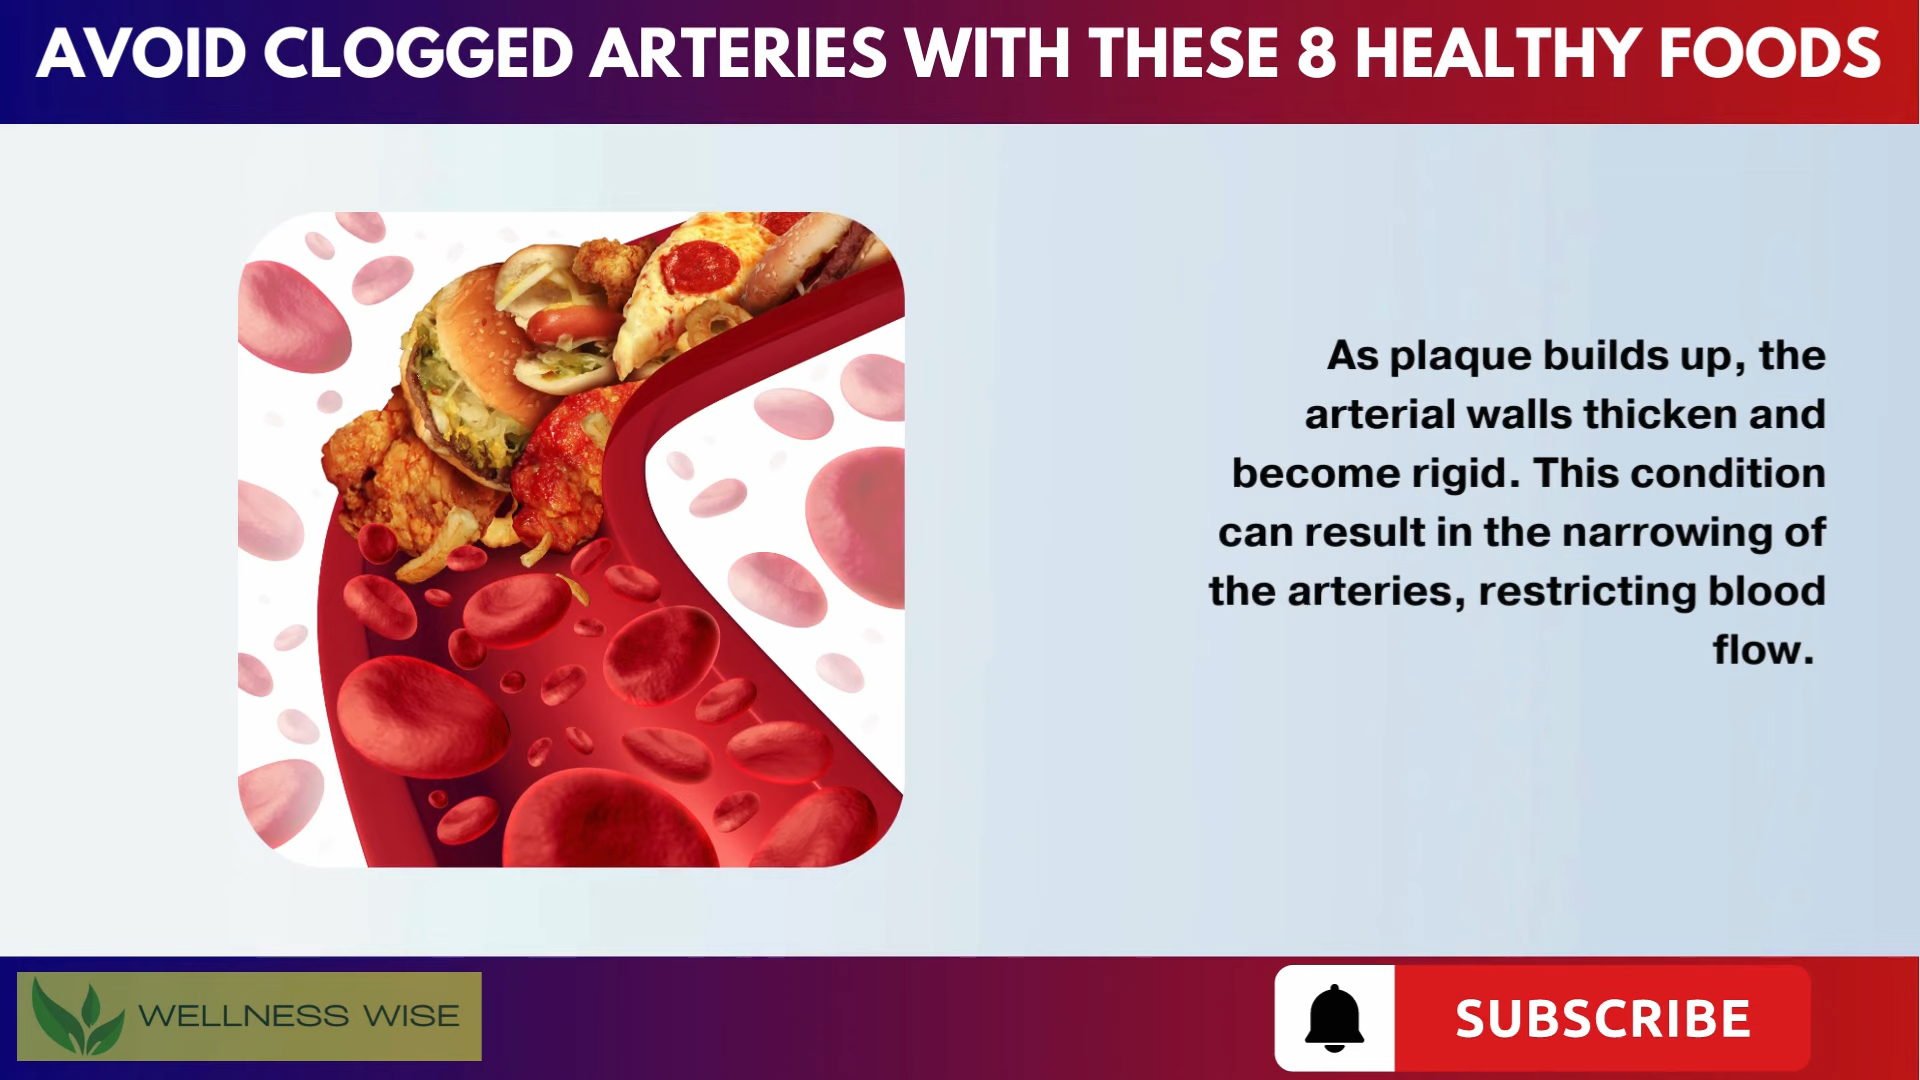 AVOID CLOGGED ARTERIES WITH THESE 8 HEALTHY FOODS
As plaque builds up, the
arterial walls thicken and
become rigid. This condition
can result in the narrowing of
the arteries, restricting blood
flow.
WELLNESS WISE
SUBSCRIBE